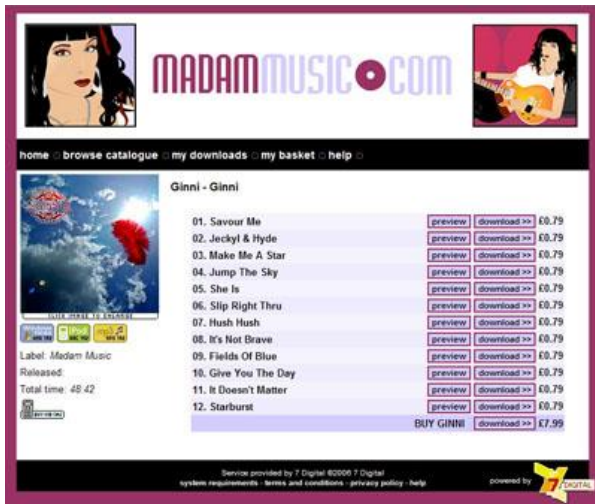 MADAMMUSIC.COM
home browse catalogue my downloads my basket help
Ginni - Ginni
01. Savour Me preview download >> £0.79
02. Jeckyl & Hyde preview download >> £0.79
03. Make Me A Star preview download >> £0.79
04. Jump The Sky preview download >> £0.79
05. She Is preview download >> £0.79
06. Slip Right Thru preview download >> £0.79
07. Hush Hush preview download >> £0.79
08. It's Not Brave preview download >> £0.79
09. Fields Of Blue preview download >> £0.79
10. Give You The Day preview download >> £0.79
11. It Doesn't Matter preview download >> £0.79
12. Starburst preview download >> £0.79
BUY GINNI download >> £7.99
CLICK IMAGE TO ENLARGE
iPod mp3
Label: Madam Music
Released:
Total time: 48:42
Service provided by 7 Digital ©2006 7 Digital
system requirements - terms and conditions - privacy policy - help
powered by 7 DIGITAL